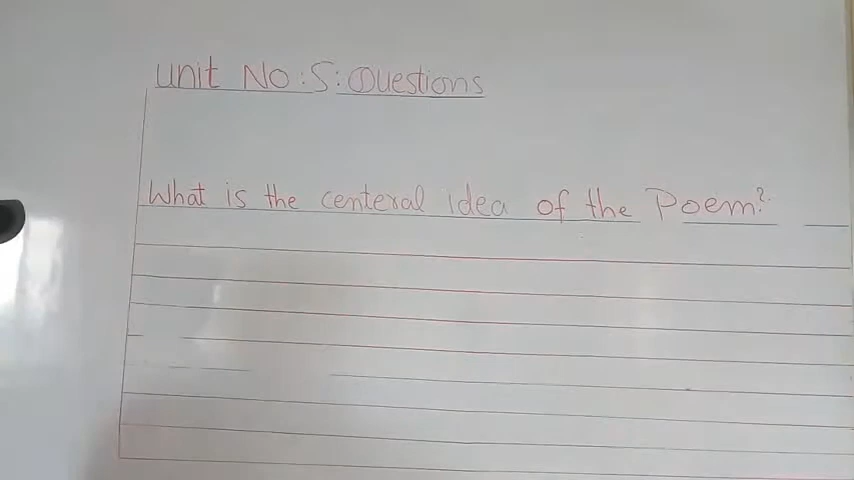 Unit No : 5 : Questions
What is the centeral idea of the Poem?